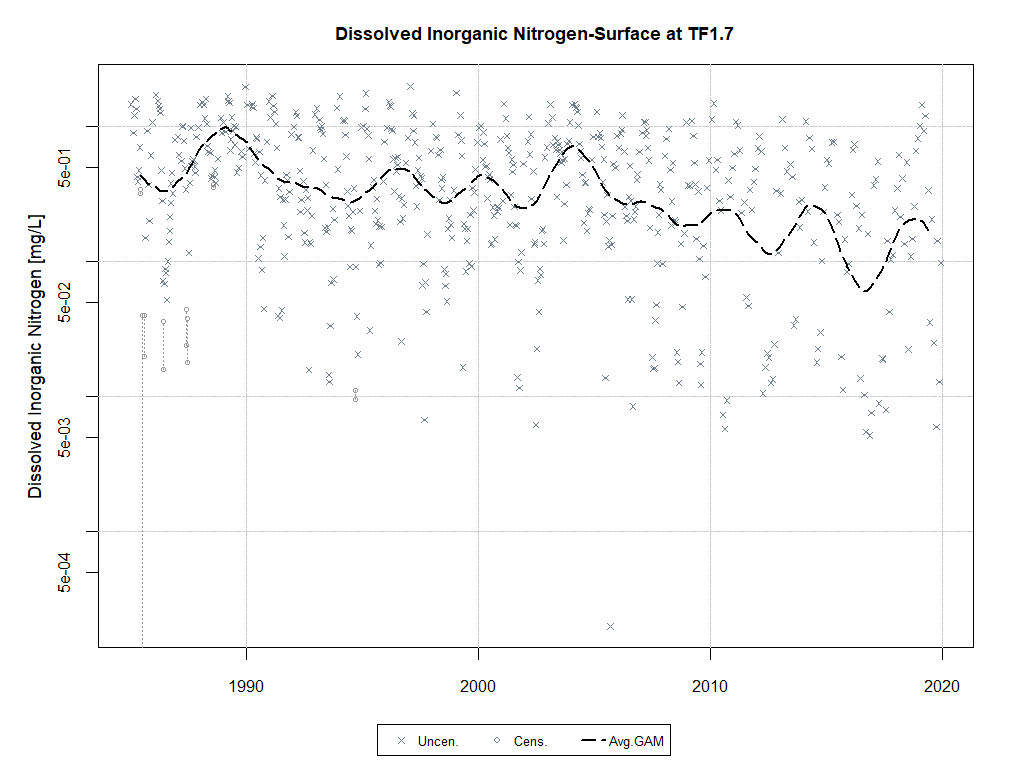 Dissolved Inorganic Nitrogen-Surface at TF1.7
Dissolved Inorganic Nitrogen [mg/L]
5e-01
5e-02
5e-03
5e-04
1990 2000 2010 2020
Uncen. Cens. Avg.GAM